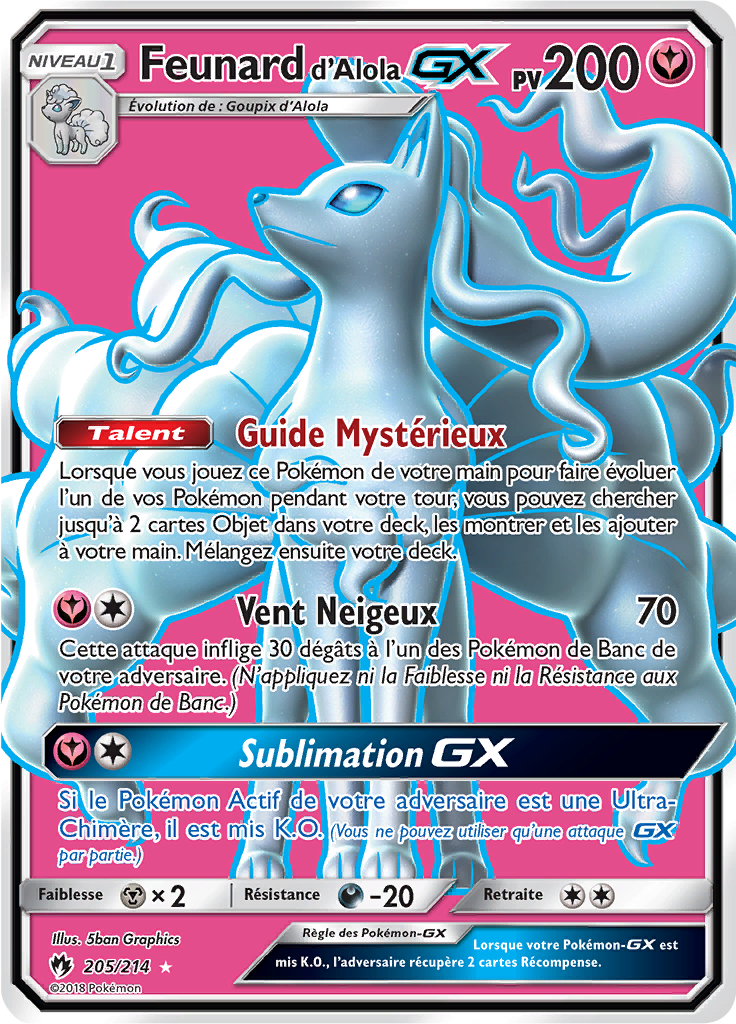 NIVEAU 1
Feunard d'Alola GX PV 200
Évolution de : Goupix d'Alola
Talent Guide Mystérieux
Lorsque vous jouez ce Pokémon de votre main pour faire évoluer
l'un de vos Pokémon pendant votre tour, vous pouvez chercher
jusqu'à 2 cartes Objet dans votre deck, les montrer et les ajouter
à votre main. Mélangez ensuite votre deck.
Vent Neigeux 70
Cette attaque inflige 30 dégâts à l'un des Pokémon de Banc de
votre adversaire. (N'appliquez ni la Faiblesse ni la Résistance aux
Pokémon de Banc.)
Sublimation GX
Si le Pokémon Actif de votre adversaire est une Ultra-
Chimère, il est mis K.O. (Vous ne pouvez utiliser qu'une attaque GX
par partie.)
Faiblesse ×2 Résistance -20 Retraite
Illus. 5ban Graphics
205/214 ★
©2018 Pokémon
Règle des Pokémon-GX
Lorsque votre Pokémon-GX est
mis K.O., l'adversaire récupère 2 cartes Récompense.